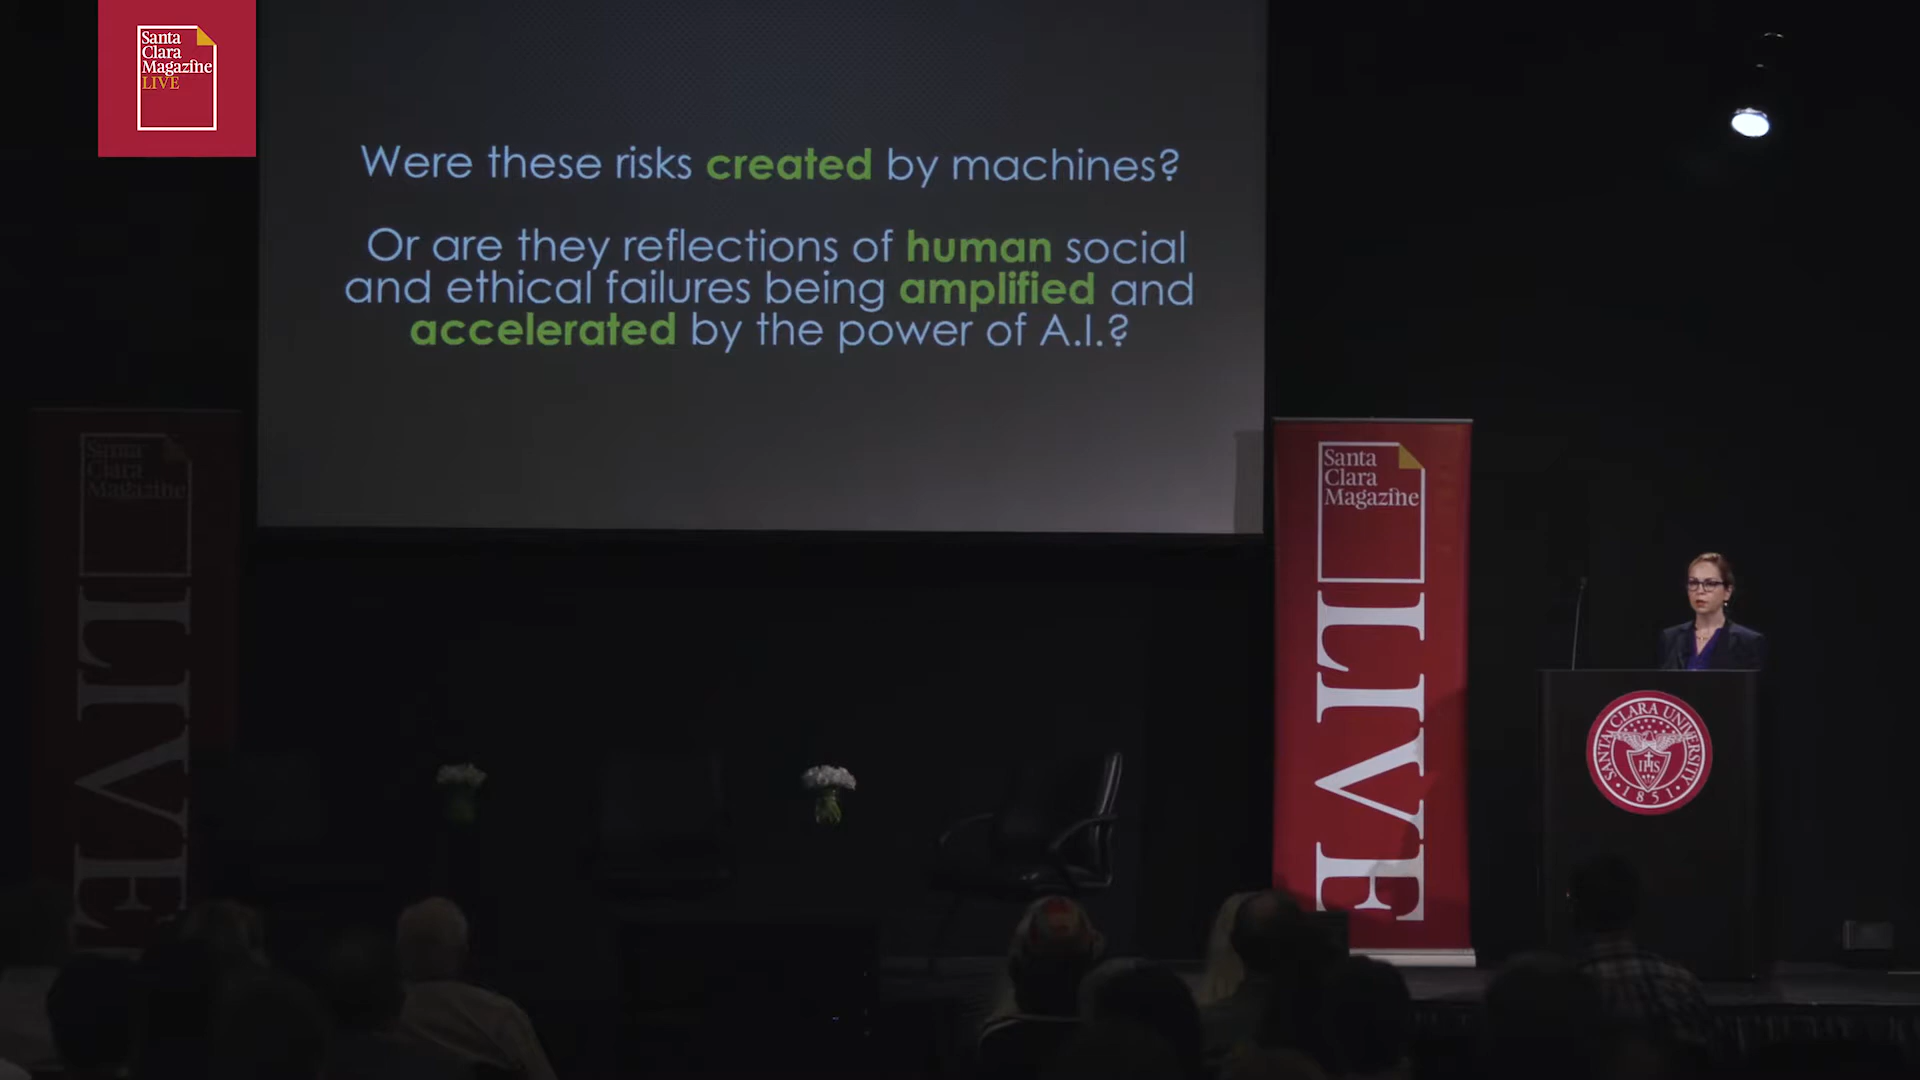 Santa
Clara
Magazine
LIVE
Were these risks created by machines?
Or are they reflections of human social
and ethical failures being amplified and
accelerated by the power of A.I.?
Santa
Clara
Magazine
LIVE
Santa
Clara
Magazine
LIVE
SANTA CLARA UNIVERSITY
IHS
• 1851 •